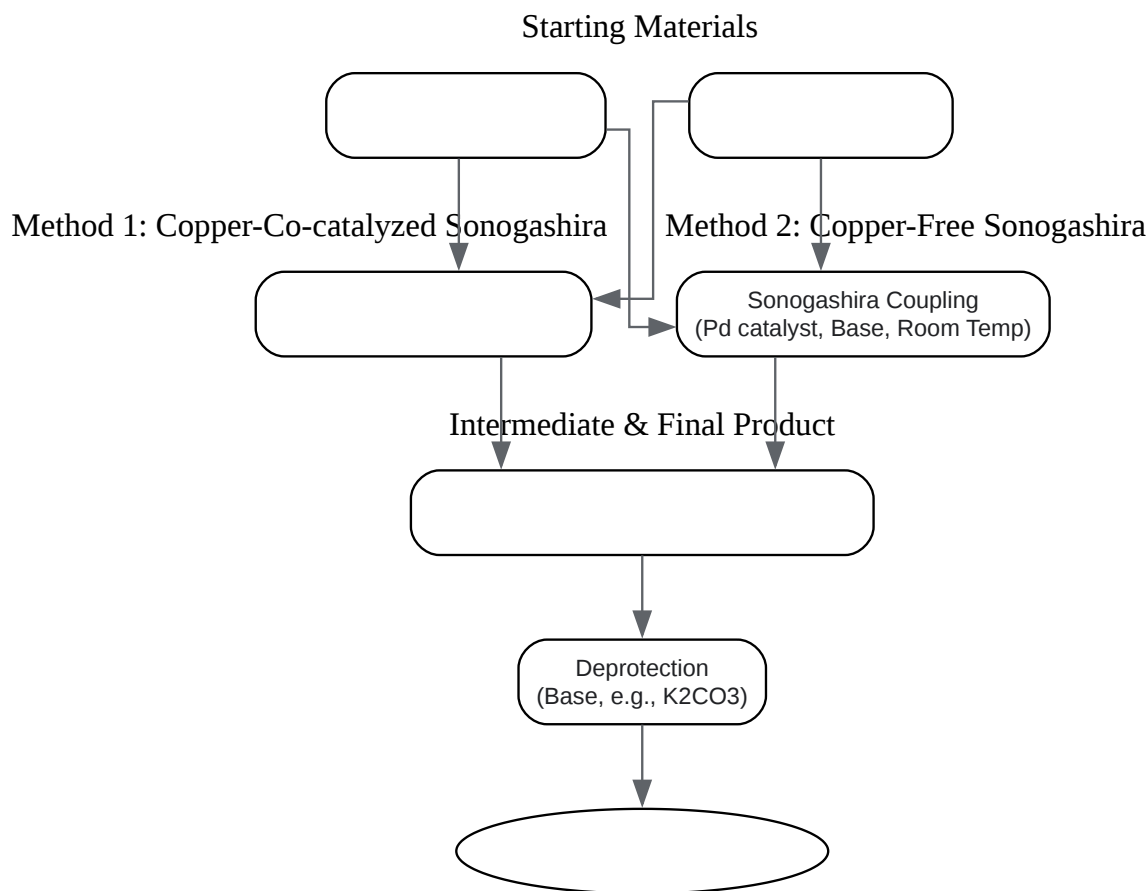 Starting Materials
Method 1: Copper-Co-catalyzed Sonogashira
Method 2: Copper-Free Sonogashira
Sonogashira Coupling
(Pd catalyst, Base, Room Temp)
Intermediate & Final Product
Deprotection
(Base, e.g., K2CO3)